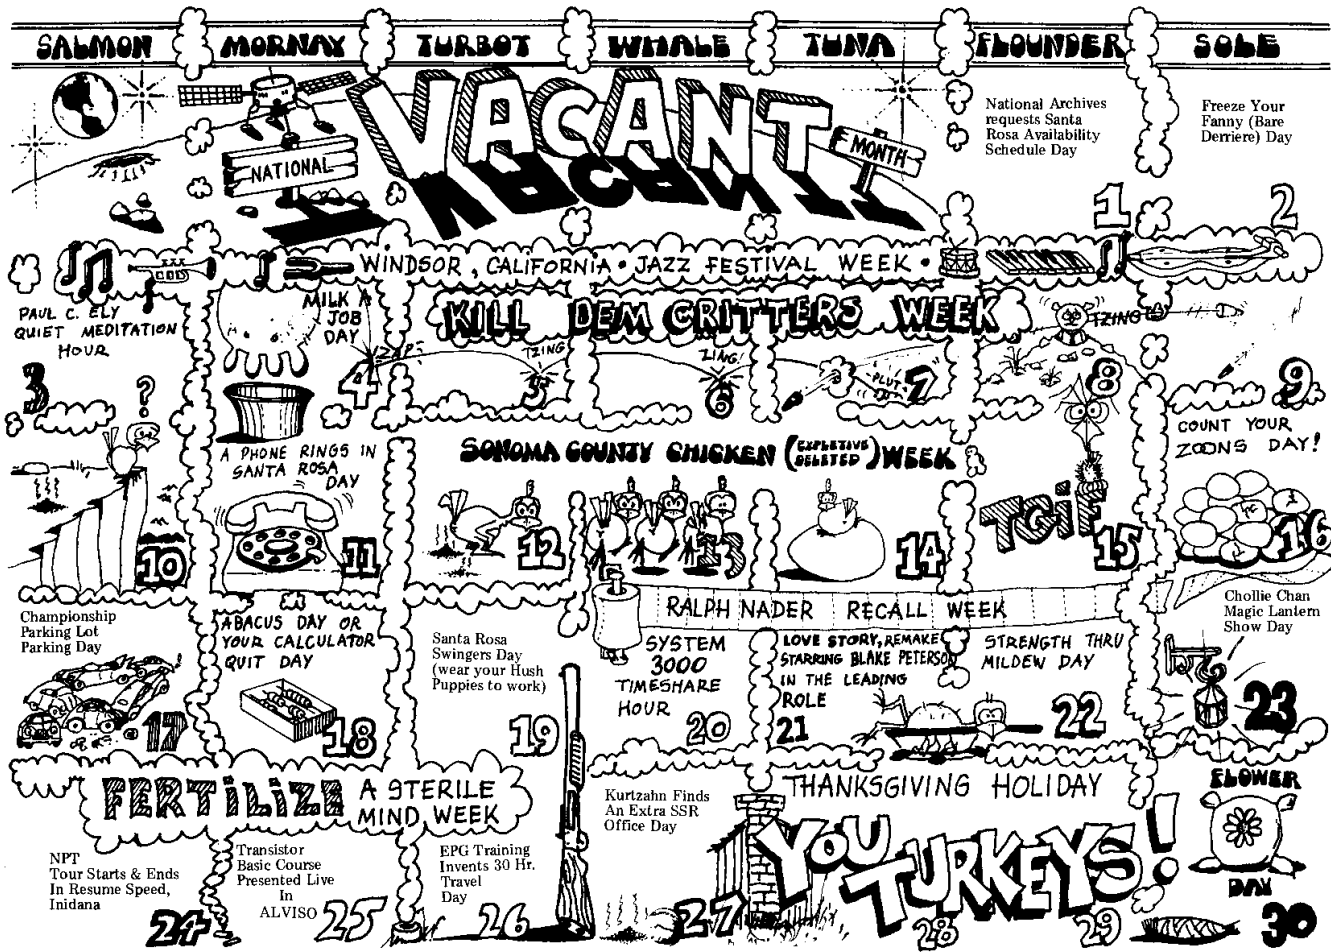 SALMON MORNAY TURBOT WHALE TUNA FLOUNDER SOLE
NATIONAL
VACANT
MONTH
National Archives
requests Santa
Rosa Availability
Schedule Day
1
Freeze Your
Fanny (Bare
Derriere) Day
2
WINDSOR, CALIFORNIA • JAZZ FESTIVAL WEEK •
KILL DEM CRITTERS WEEK
PAUL C. ELY
QUIET MEDITATION
HOUR
3
MILK A
JOB
DAY
ZAP
4
TZING
5
ZING!
6
PLUT
7
TZING
8
9
?
10
A PHONE RINGS IN
SANTA ROSA
DAY
11
SONOMA COUNTY CHICKEN (EXPLETIVE
DELETED) WEEK
12
13
14
TGIF
15
COUNT YOUR
ZOONS DAY!
16
RALPH NADER RECALL WEEK
Championship
Parking Lot
Parking Day
17
ABACUS DAY OR
YOUR CALCULATOR
QUIT DAY
18
Santa Rosa
Swingers Day
(wear your Hush
Puppies to work)
19
SYSTEM
3000
TIMESHARE
HOUR
20
LOVE STORY, REMAKE
STARRING BLAKE PETERSON
IN THE LEADING
ROLE
21
STRENGTH THRU
MILDEW DAY
22
Chollie Chan
Magic Lantern
Show Day
23
FERTILIZE A STERILE
MIND WEEK
NPT
Tour Starts & Ends
In Resume Speed,
Inidana
24
Transistor
Basic Course
Presented Live
In
ALVISO
25
EPG Training
Invents 30 Hr.
Travel
Day
26
Kurtzahn Finds
An Extra SSR
Office Day
27
THANKSGIVING HOLIDAY
YOU
TURKEYS!
28
29
FLOWER
DAY
30